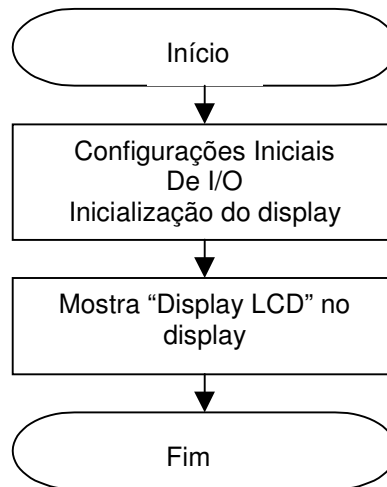 Início
Configurações Iniciais
De I/O
Inicialização do display
Mostra “Display LCD” no
display
Fim